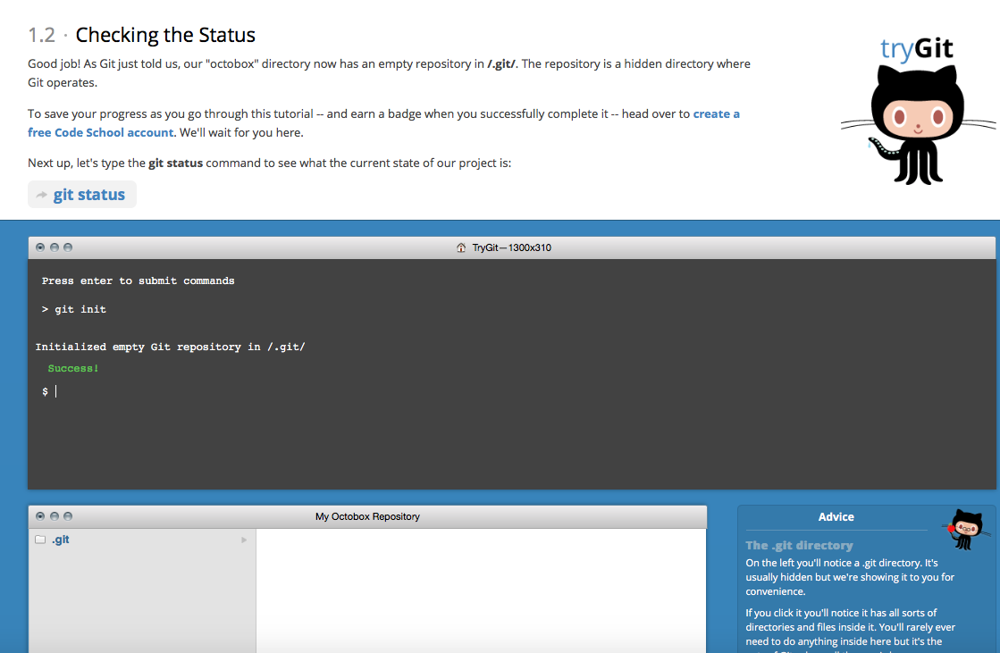 1.2 · Checking the Status
tryGit
Good job! As Git just told us, our "octobox" directory now has an empty repository in /.git/. The repository is a hidden directory where
Git operates.
To save your progress as you go through this tutorial -- and earn a badge when you successfully complete it -- head over to create a
free Code School account. We'll wait for you here.
Next up, let's type the git status command to see what the current state of our project is:
git status
TryGit—1300x310
Press enter to submit commands
> git init
Initialized empty Git repository in /.git/
Success!
$
My Octobox Repository
.git
Advice
The .git directory
On the left you'll notice a .git directory. It's
usually hidden but we're showing it to you for
convenience.
If you click it you'll notice it has all sorts of
directories and files inside it. You'll rarely ever
need to do anything inside here but it's the